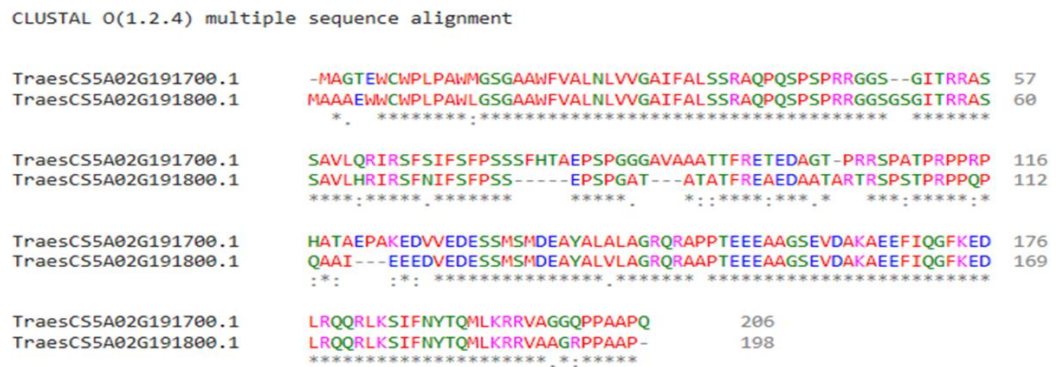 CLUSTAL O(1.2.4) multiple sequence alignment
TraesCS5A02G191700.1 -MAGTEWCWPLPAWMGSGAAWFVALNLVVGAIFALSSRAQPQSPSPRRGGS--GITRRAS 57
TraesCS5A02G191800.1 MAAAEWWCWPLPAWLGSGAAWFVALNLVVGAIFALSSRAQPQSPSPRRGGSGSGITRRAS 60
*. ********:************************************ *******
TraesCS5A02G191700.1 SAVLQRIRSFSIFSFPSSSFHTAEPSPGGGAVAAATTFRETEDAGT-PRRSPATPRPPRP 116
TraesCS5A02G191800.1 SAVLHRIRSFNIFSFPSS-----EPSPGAT---ATATFREAEDAATARTRSPSTPRPPQP 112
****:*****.******* *****. *::****:***.* ***:*****:*
TraesCS5A02G191700.1 HATAEPAKEDVVEDESSMSMDEAYALALAGRQRAPPTEEEAAGSEVDAKAEEFIQGFKED 176
TraesCS5A02G191800.1 QAAI---EEEDVEDESSMSMDEAYALVLAGRQRAAPTEEEAAGSEVDAKAEEFIQGFKED 169
:*: :*: ***************.******* *************************
TraesCS5A02G191700.1 LRQQRLKSIFNYTQMLKRRVAGGQPPAAPQ 206
TraesCS5A02G191800.1 LRQQRLKSIFNYTQMLKRRVAAGRPPAAP- 198
*********************.*:*****